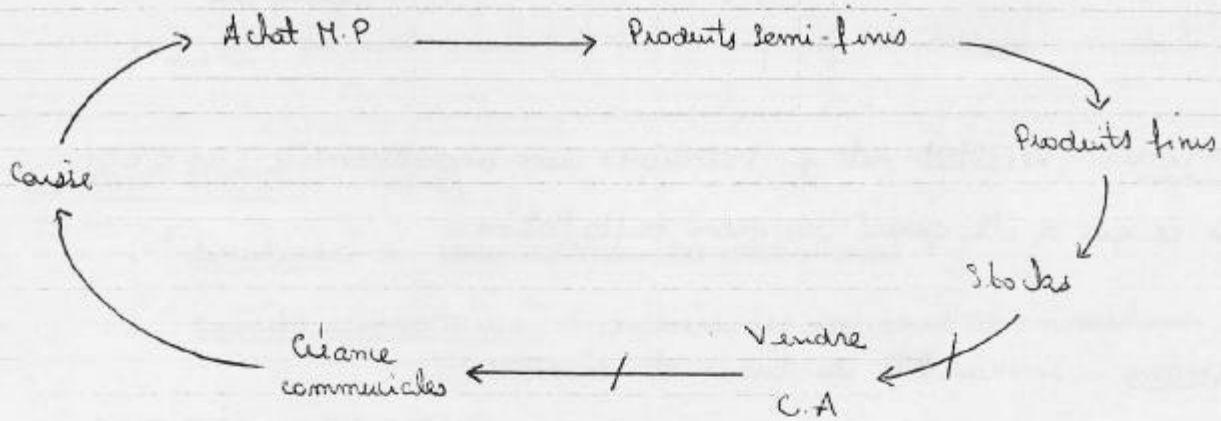 Achat M.P
Produits Semi-finis
Produits finis
Caisse
Stocks
Vendre
C.A
Créance
commerciales